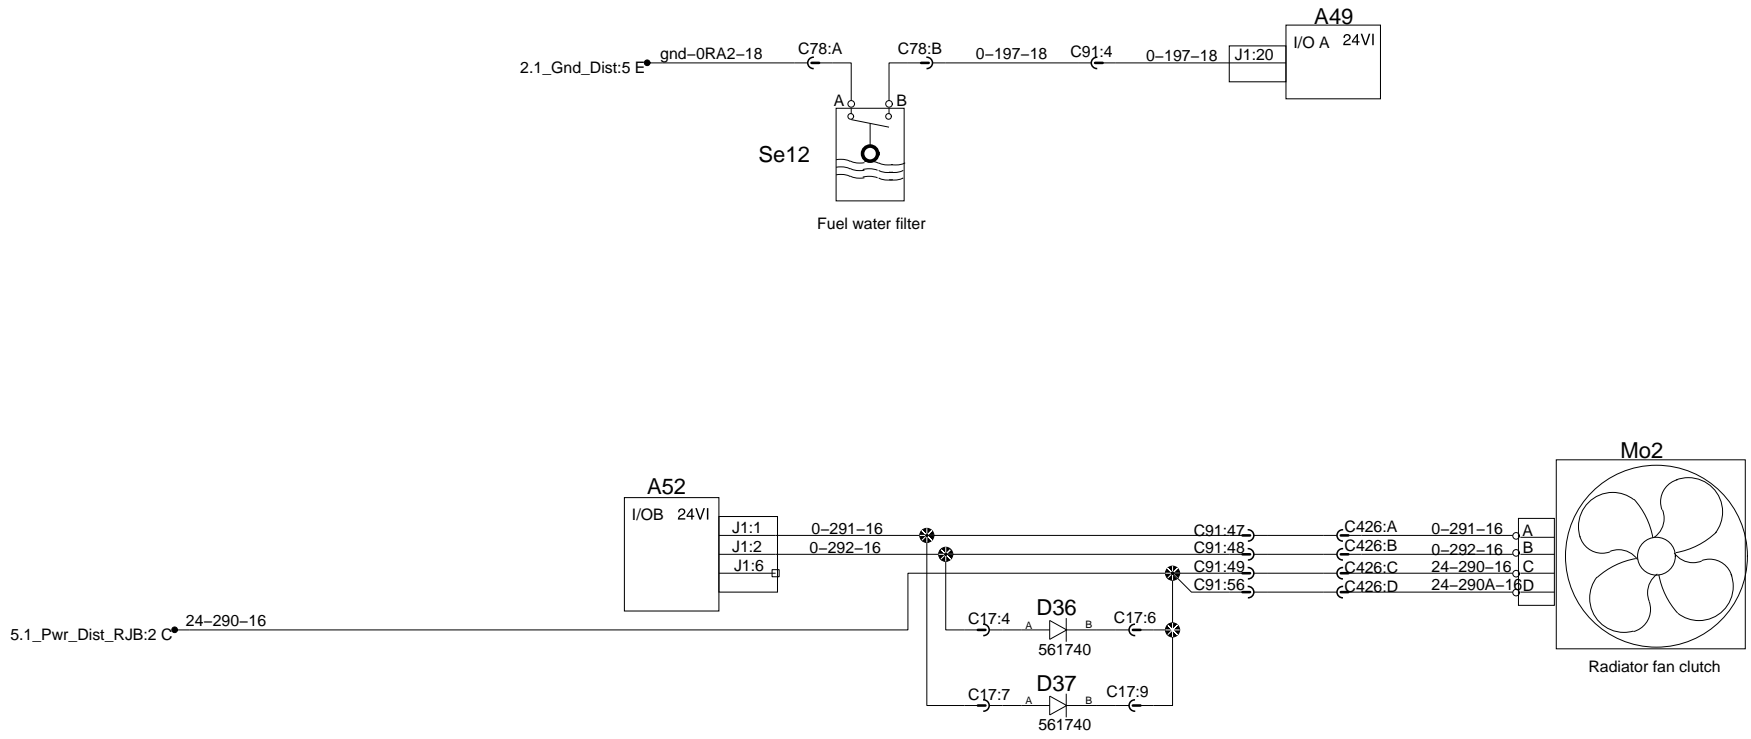 A49
I/O A 24VI
2.1_Gnd_Dist:5 E gnd-0RA2-18 C78:A C78:B 0-197-18 C91:4 0-197-18 J1:20
A B
Se12
Fuel water filter
Mo2
A52
I/OB 24VI
J1:1 0-291-16 C91:47 C426:A 0-291-16 A
J1:2 0-292-16 C91:48 C426:B 0-292-16 B
J1:6 C91:49 C426:C 24-290-16 C
C91:56 C426:D 24-290A-16 D
5.1_Pwr_Dist_RJB:2 C 24-290-16
C17:4 A D36 B C17:6
561740
Radiator fan clutch
C17:7 A D37 B C17:9
561740